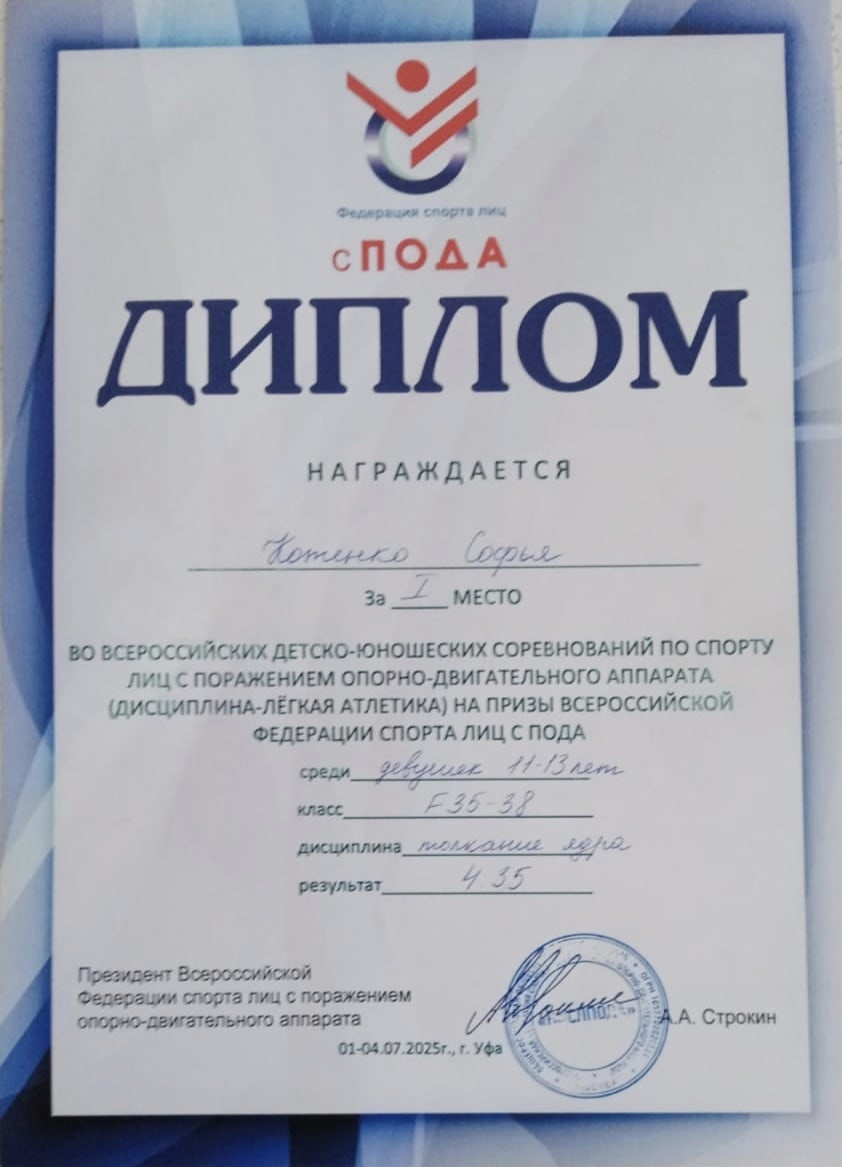 Федерация спорта лиц
с ПОДА
ДИПЛОМ
НАГРАЖДАЕТСЯ
Котенко Софья
За I МЕСТО
ВО ВСЕРОССИЙСКИХ ДЕТСКО-ЮНОШЕСКИХ СОРЕВНОВАНИЙ ПО СПОРТУ
ЛИЦ С ПОРАЖЕНИЕМ ОПОРНО-ДВИГАТЕЛЬНОГО АППАРАТА
(ДИСЦИПЛИНА-ЛЁГКАЯ АТЛЕТИКА) НА ПРИЗЫ ВСЕРОССИЙСКОЙ
ФЕДЕРАЦИИ СПОРТА ЛИЦ С ПОДА
среди девушек 11-13 лет
класс F35-38
дисциплина толкание ядра
результат 4.35
Президент Всероссийской
Федерации спорта лиц с поражением
опорно-двигательного аппарата
А.А. Строкин
01-04.07.2025г., г. Уфа